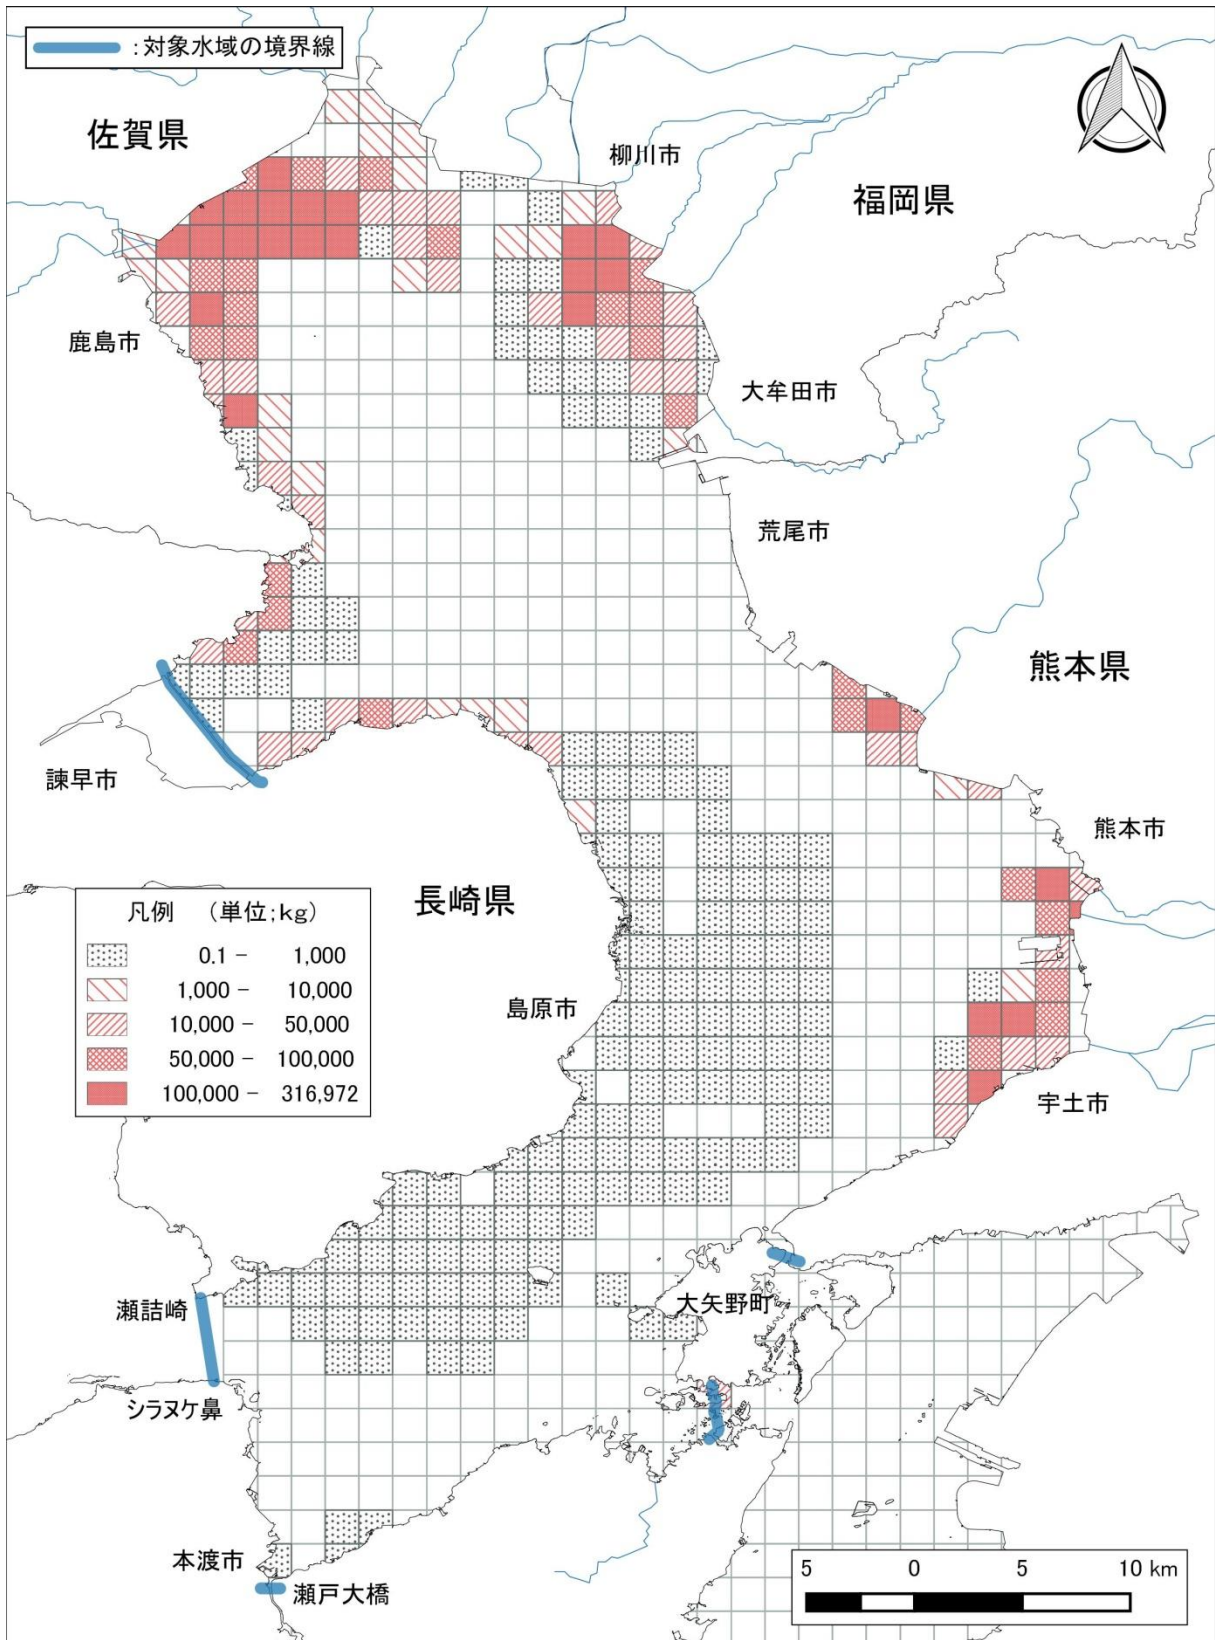 :対象水域の境界線
佐賀県
柳川市
福岡県
鹿島市
大牟田市
荒尾市
熊本県
諫早市
熊本市
凡例 (単位;kg)
0.1 - 1,000
1,000 - 10,000
10,000 - 50,000
50,000 - 100,000
100,000 - 316,972
長崎県
島原市
宇土市
瀬詰崎
大矢野町
シラヌケ鼻
本渡市
瀬戸大橋
5 0 5 10 km